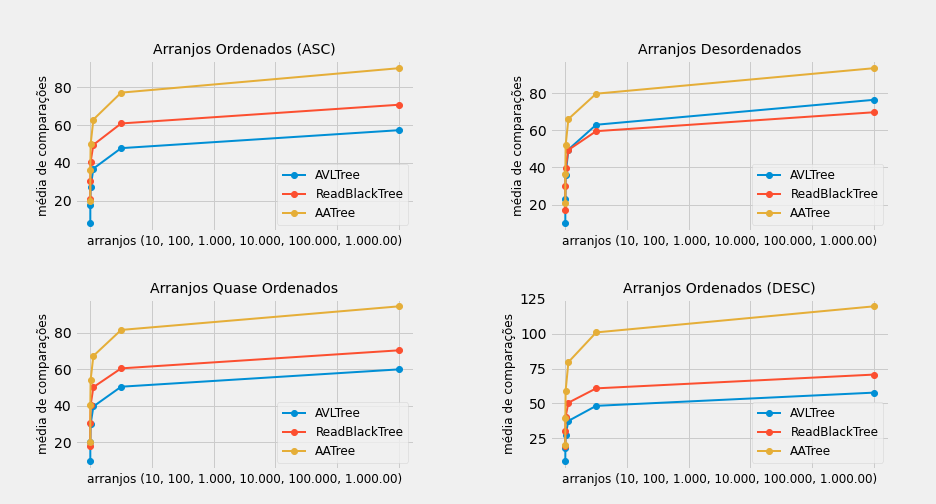 Arranjos Ordenados (ASC)
média de comparações
80
60
40
20
AVLTree
ReadBlackTree
AATree
arranjos (10, 100, 1.000, 10.000, 100.000, 1.000.00)
Arranjos Desordenados
média de comparações
80
60
40
20
AVLTree
ReadBlackTree
AATree
arranjos (10, 100, 1.000, 10.000, 100.000, 1.000.00)
Arranjos Quase Ordenados
média de comparações
80
60
40
20
AVLTree
ReadBlackTree
AATree
arranjos (10, 100, 1.000, 10.000, 100.000, 1.000.00)
Arranjos Ordenados (DESC)
média de comparações
125
100
75
50
25
AVLTree
ReadBlackTree
AATree
arranjos (10, 100, 1.000, 10.000, 100.000, 1.000.00)